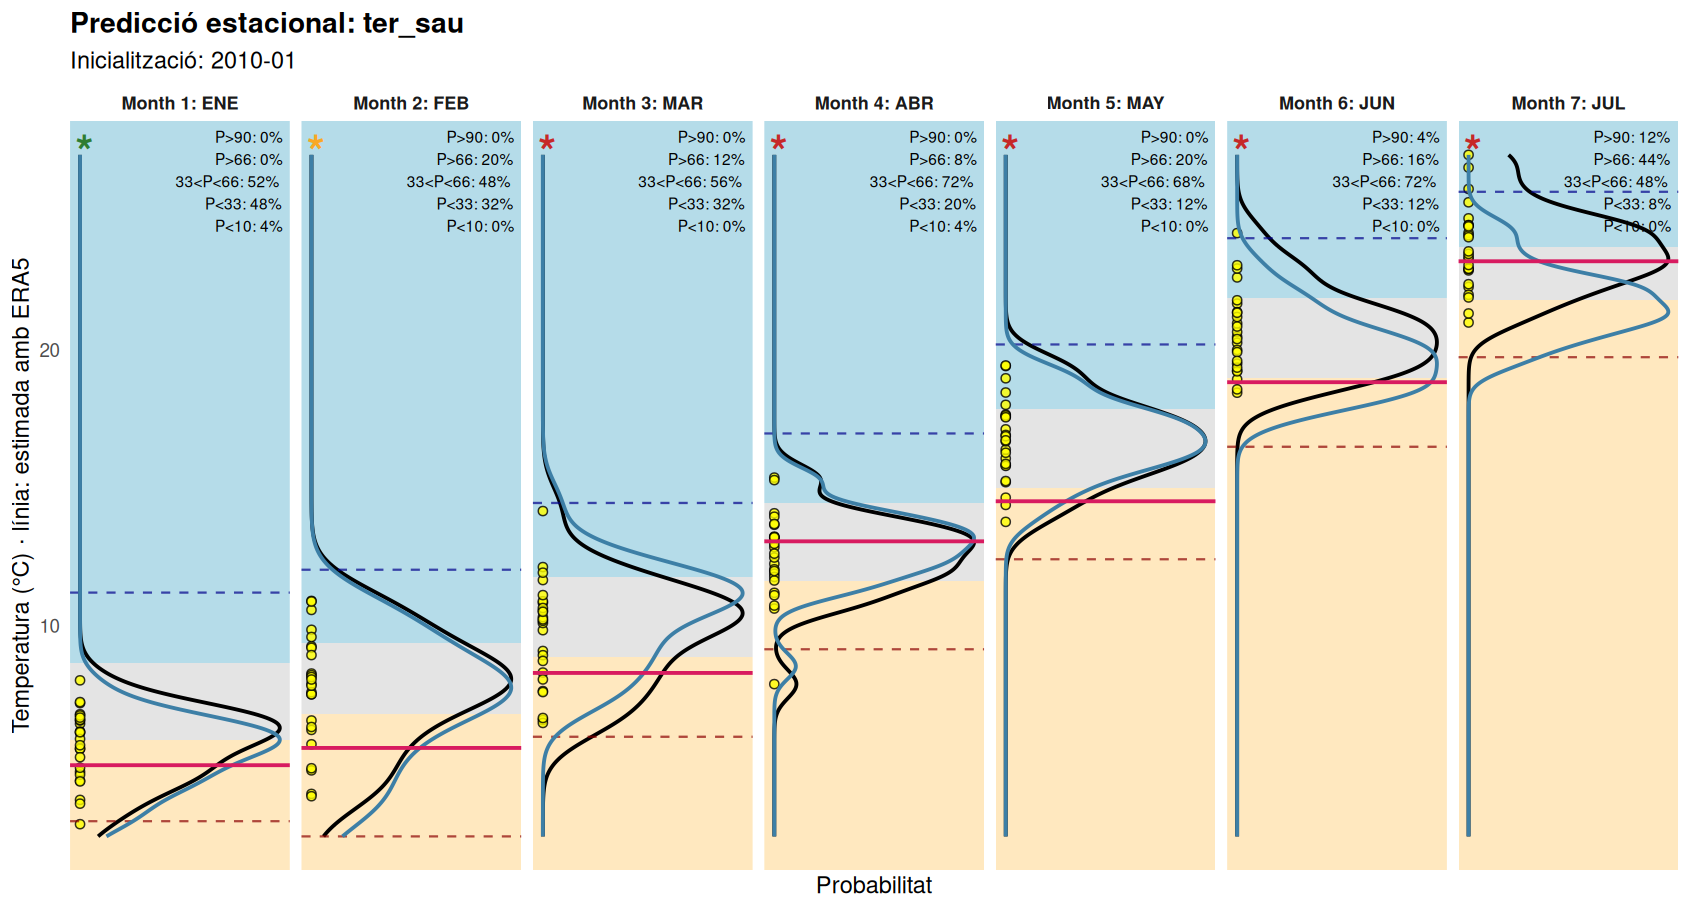 Predicció estacional: ter_sau
Inicialització: 2010-01
Month 1: ENE
Month 2: FEB
Month 3: MAR
Month 4: ABR
Month 5: MAY
Month 6: JUN
Month 7: JUL
*
P>90: 0%
P>66: 0%
33<P<66: 52%
P<33: 48%
P<10: 4%
*
P>90: 0%
P>66: 20%
33<P<66: 48%
P<33: 32%
P<10: 0%
*
P>90: 0%
P>66: 12%
33<P<66: 56%
P<33: 32%
P<10: 0%
*
P>90: 0%
P>66: 8%
33<P<66: 72%
P<33: 20%
P<10: 4%
*
P>90: 0%
P>66: 20%
33<P<66: 68%
P<33: 12%
P<10: 0%
*
P>90: 4%
P>66: 16%
33<P<66: 72%
P<33: 12%
P<10: 0%
*
P>90: 12%
P>66: 44%
33<P<66: 48%
P<33: 8%
P<10: 0%
Temperatura (°C) · línia: estimada amb ERA5
20
10
Probabilitat